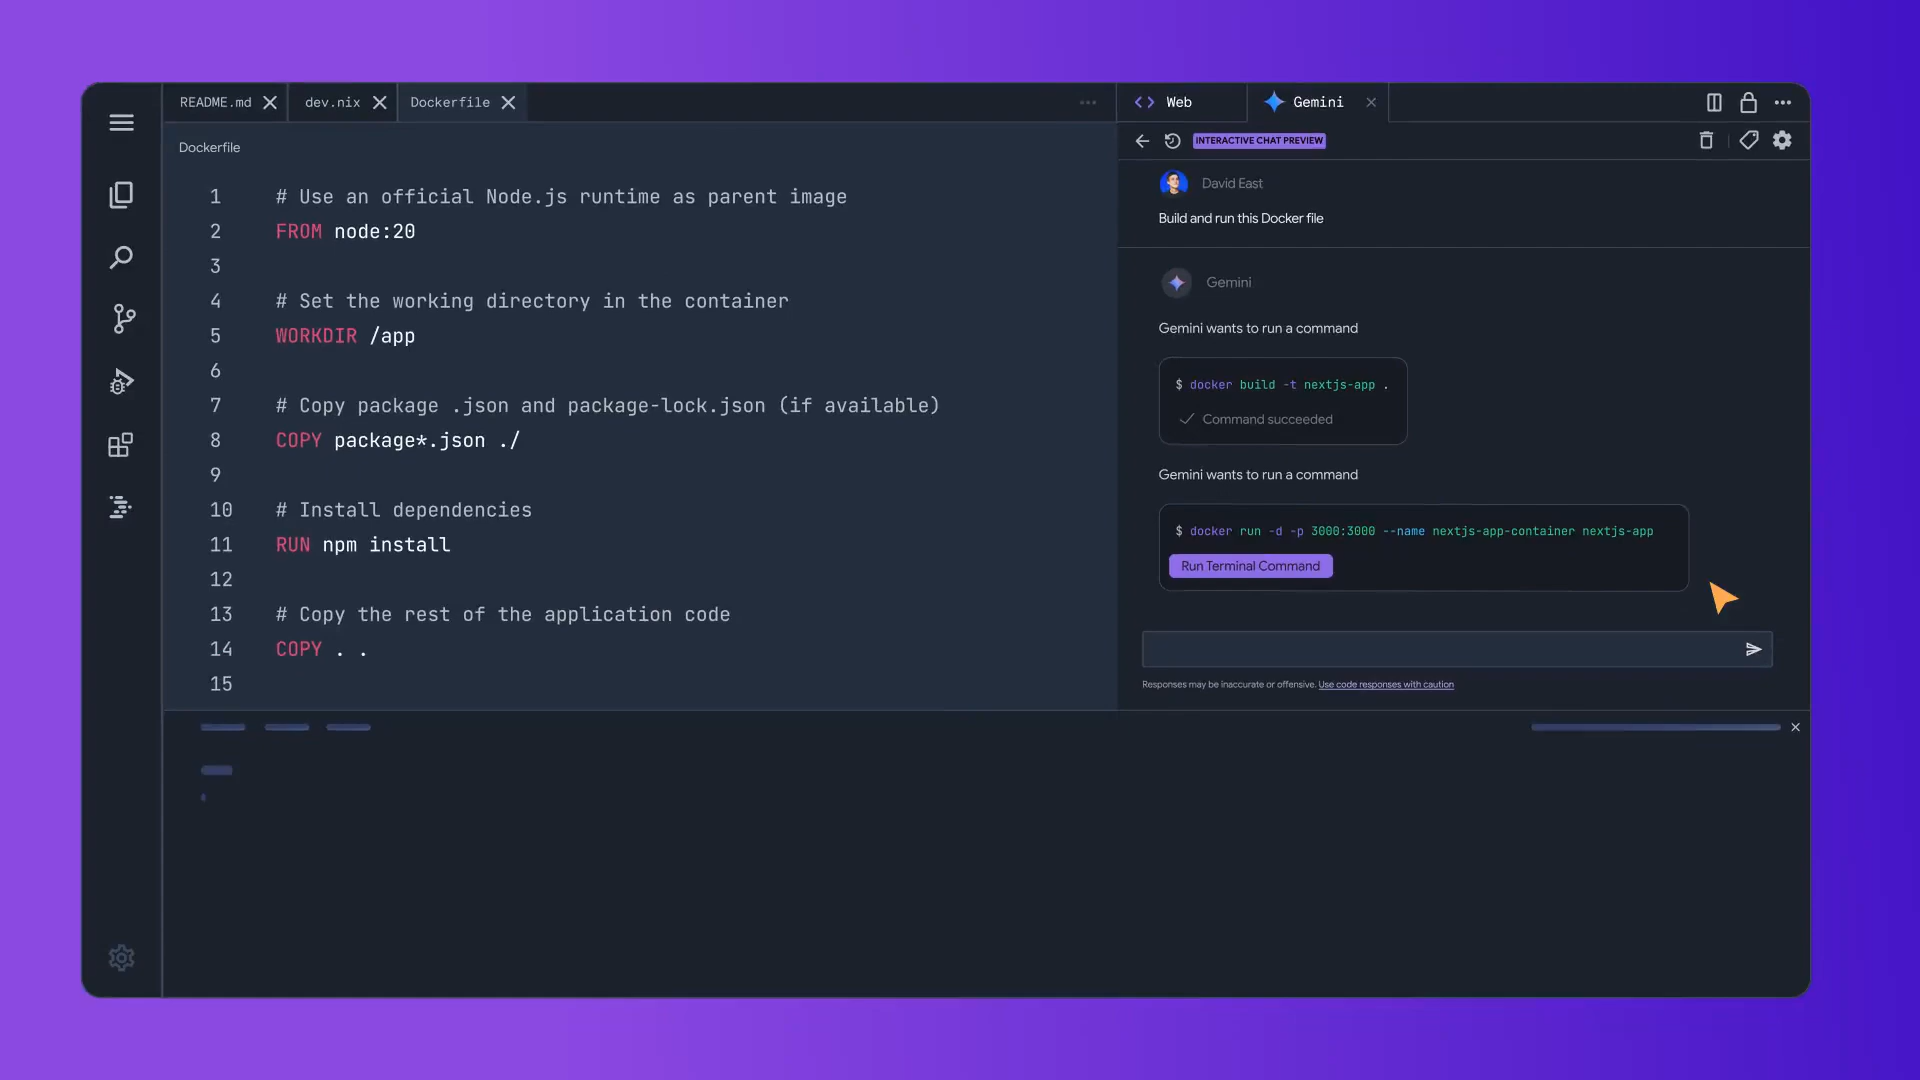 README.md
dev.nix
Dockerfile
Dockerfile
1 # Use an official Node.js runtime as parent image
2 FROM node:20
3
4 # Set the working directory in the container
5 WORKDIR /app
6
7 # Copy package .json and package-lock.json (if available)
8 COPY package*.json ./
9
10 # Install dependencies
11 RUN npm install
12
13 # Copy the rest of the application code
14 COPY . .
15
Web
Gemini
INTERACTIVE CHAT PREVIEW
David East
Build and run this Docker file
Gemini
Gemini wants to run a command
$ docker build -t nextjs-app .
Command succeeded
Gemini wants to run a command
$ docker run -d -p 3000:3000 --name nextjs-app-container nextjs-app
Run Terminal Command
Responses may be inaccurate or offensive. Use code responses with caution